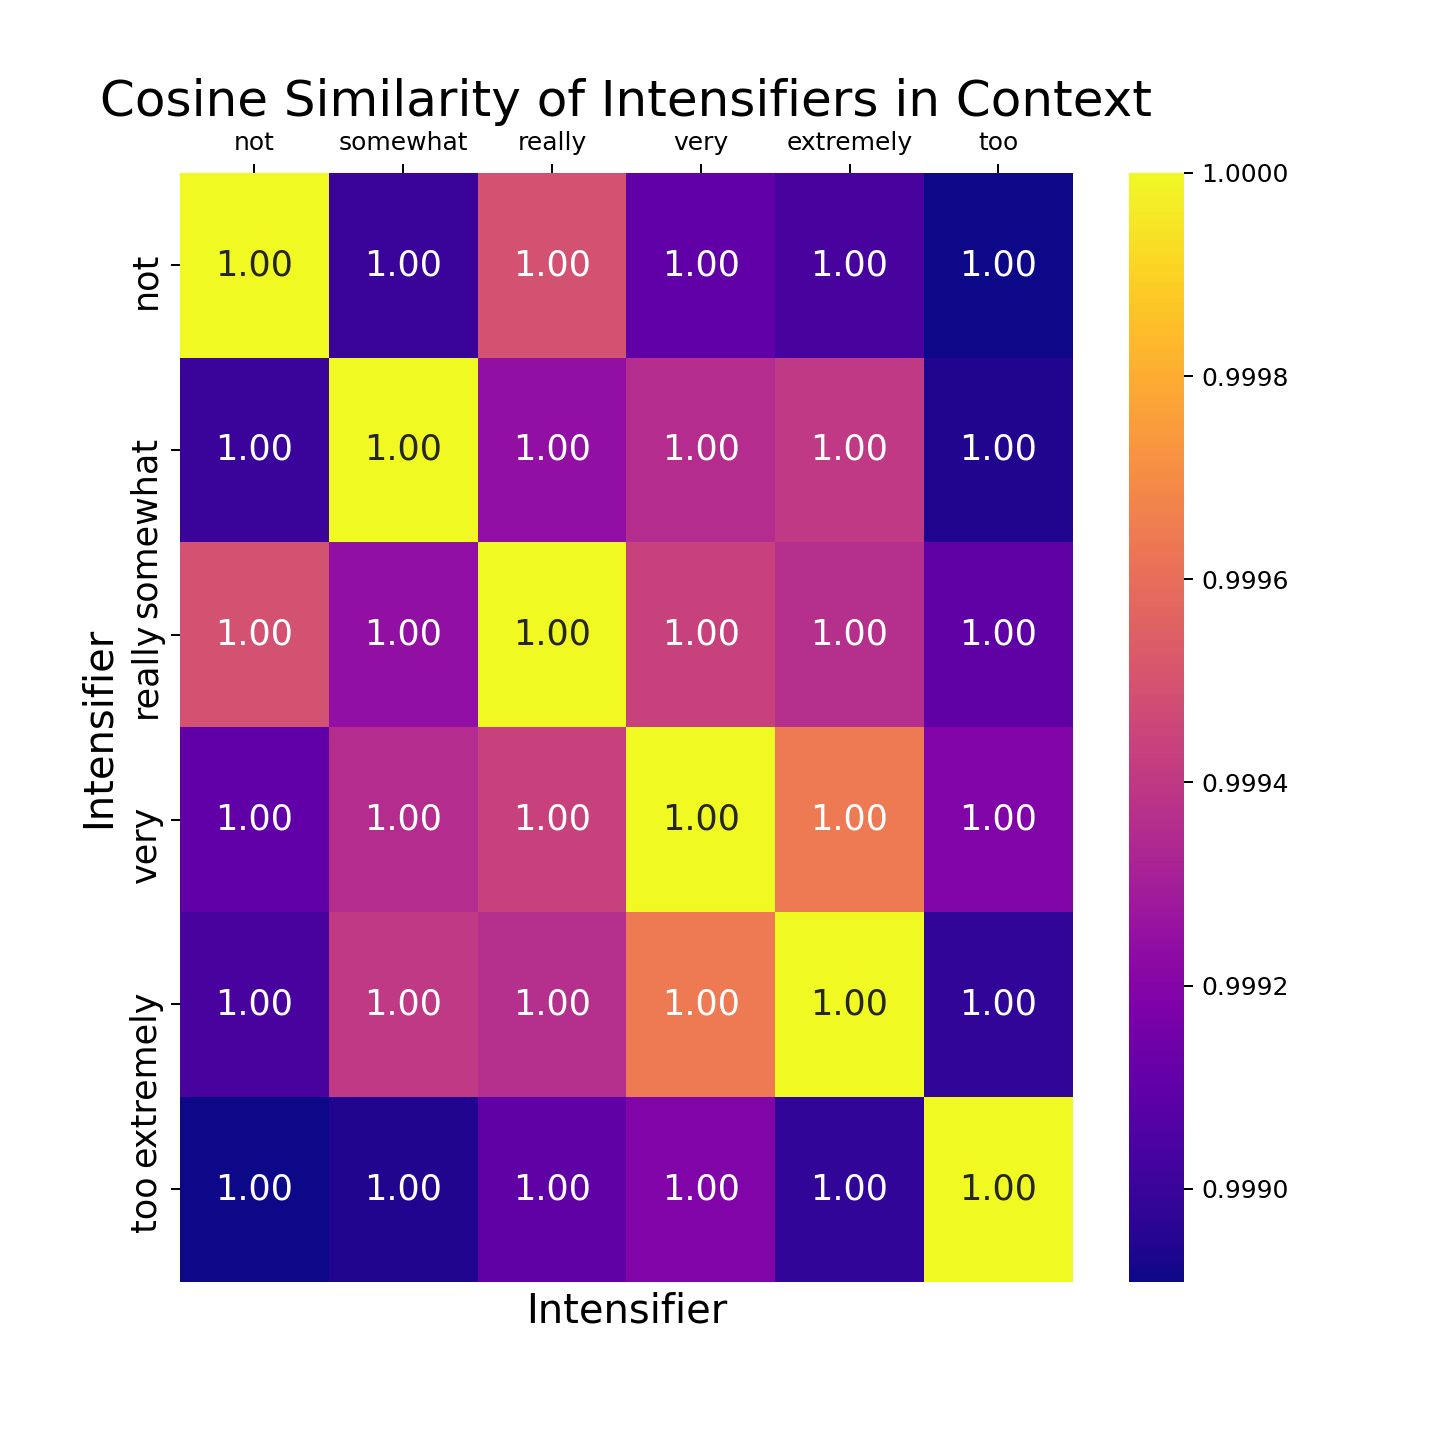 Cosine Similarity of Intensifiers in Context
not somewhat really very extremely too
not 1.00 1.00 1.00 1.00 1.00 1.00
somewhat 1.00 1.00 1.00 1.00 1.00 1.00
really 1.00 1.00 1.00 1.00 1.00 1.00
very 1.00 1.00 1.00 1.00 1.00 1.00
extremely 1.00 1.00 1.00 1.00 1.00 1.00
too 1.00 1.00 1.00 1.00 1.00 1.00
Intensifier
Intensifier
1.0000
0.9998
0.9996
0.9994
0.9992
0.9990